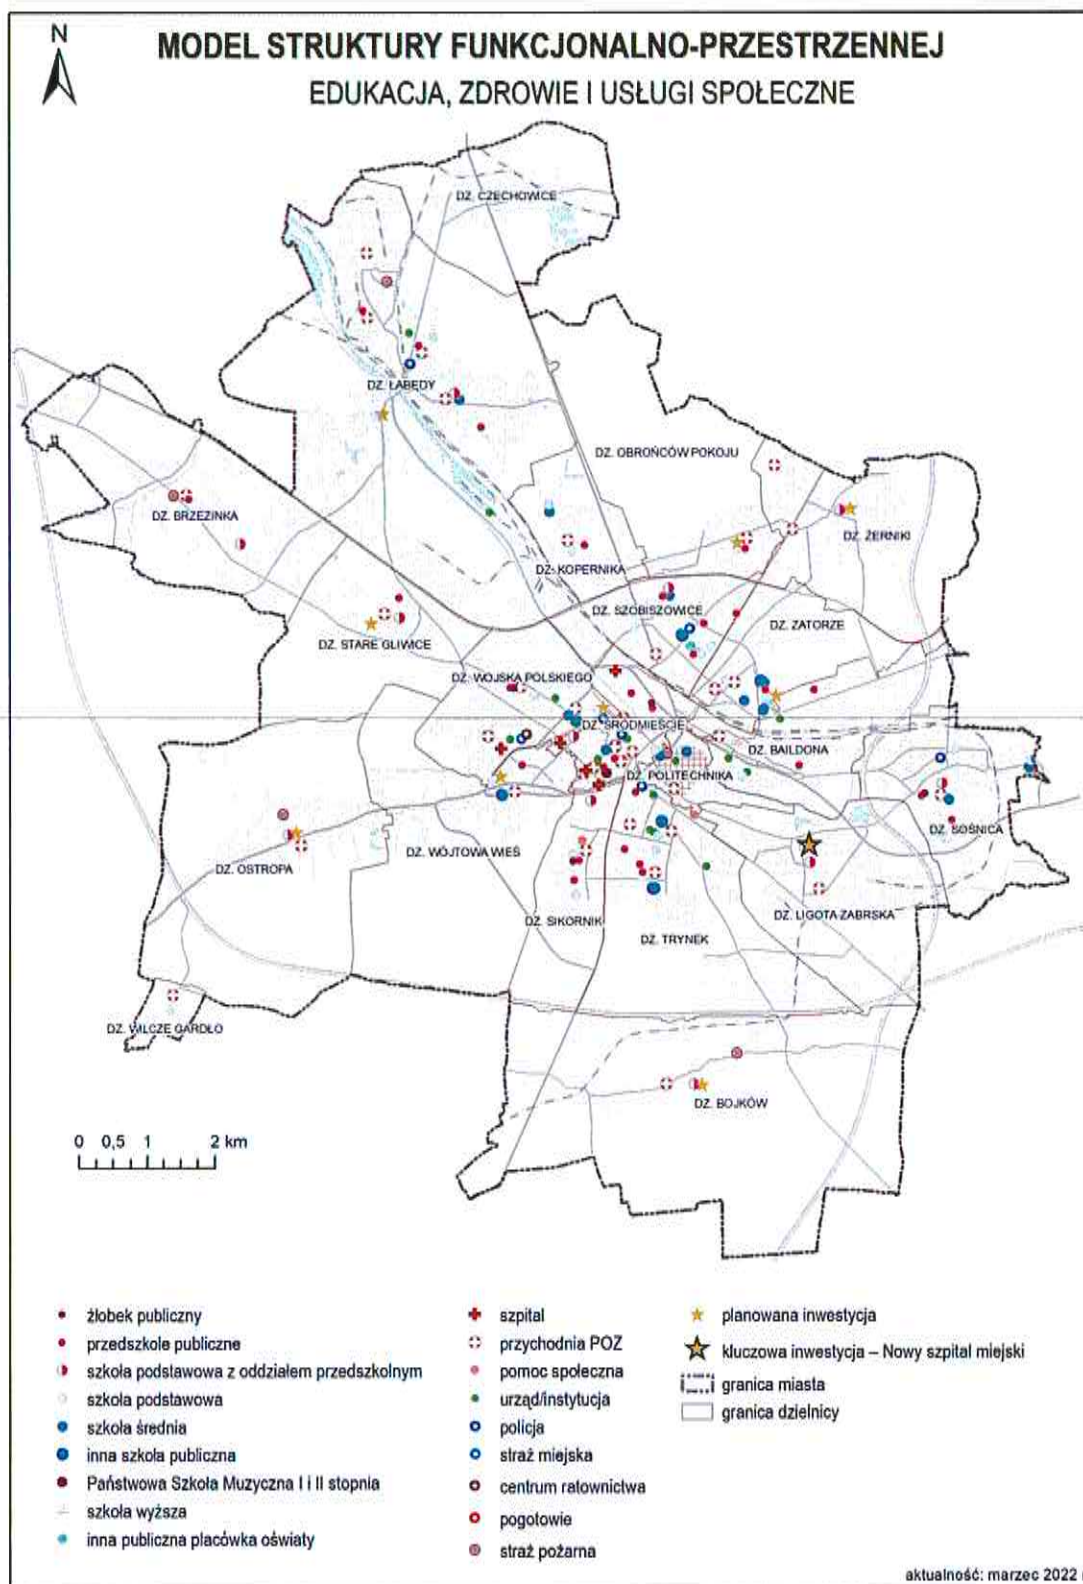 N
MODEL STRUKTURY FUNKCJONALNO-PRZESTRZENNEJ
EDUKACJA, ZDROWIE I USŁUGI SPOŁECZNE
DZ. CZECHOWICE
DZ. ŁABĘDY
DZ. OBROŃCÓW POKOJU
DZ. BRZEZINKA
DZ. ŻERNIKI
DZ. KOPERNIKA
DZ. SZOBISZOWICE
DZ. ZATORZE
DZ. STARE GLIWICE
DZ. WOJSKA POLSKIEGO
DZ. ŚRÓDMIEŚCIE
DZ. BAILDONA
DZ. POLITECHNIKA
DZ. SOŚNICA
DZ. WÓJTOWA WIEŚ
DZ. OSTROPA
DZ. LIGOTA ZABRSKA
DZ. SIKORNIK
DZ. TRYNEK
DZ. WILCZE GARDŁO
DZ. BOJKÓW
0 0,5 1 2 km
żłobek publiczny
przedszkole publiczne
szkoła podstawowa z oddziałem przedszkolnym
szkoła podstawowa
szkoła średnia
inna szkoła publiczna
Państwowa Szkoła Muzyczna I i II stopnia
szkoła wyższa
inna publiczna placówka oświaty
szpital
przychodnia POZ
pomoc społeczna
urząd/instytucja
policja
straż miejska
centrum ratownictwa
pogotowie
straż pożarna
planowana inwestycja
kluczowa inwestycja – Nowy szpital miejski
granica miasta
granica dzielnicy
aktualność: marzec 2022